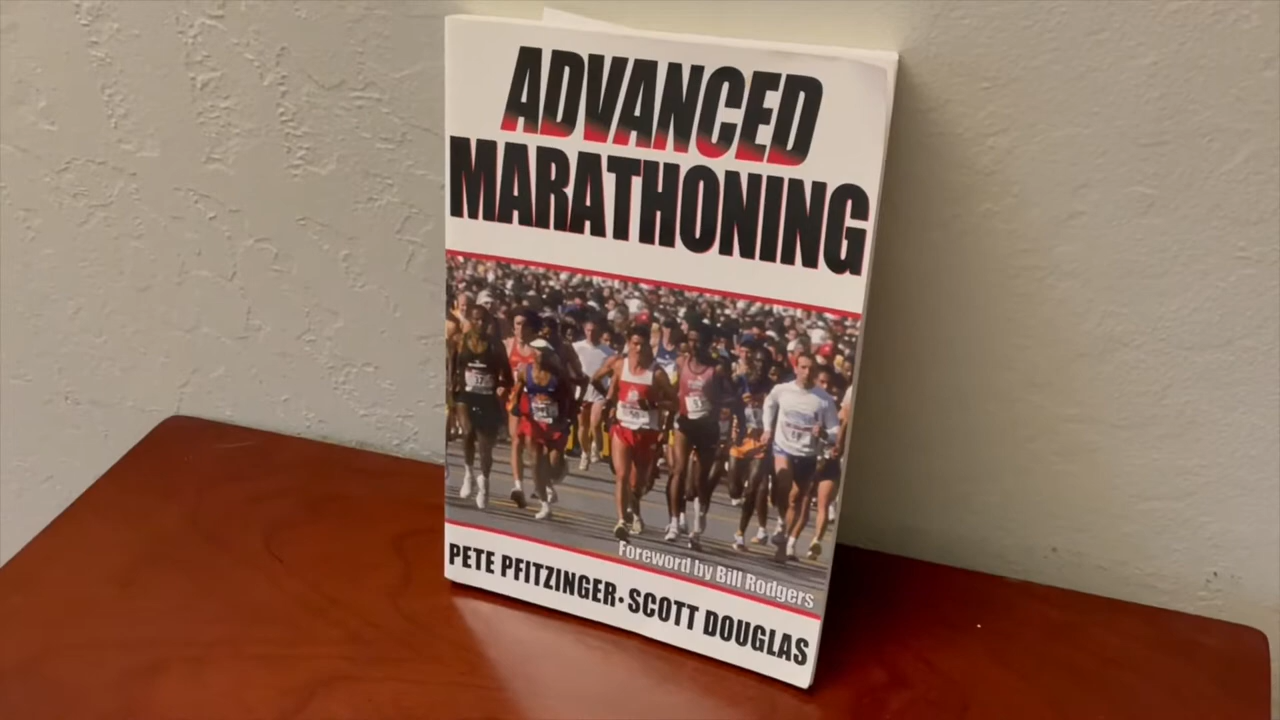 ADVANCED
MARATHONING
Foreword by Bill Rodgers
PETE PFITZINGER • SCOTT DOUGLAS